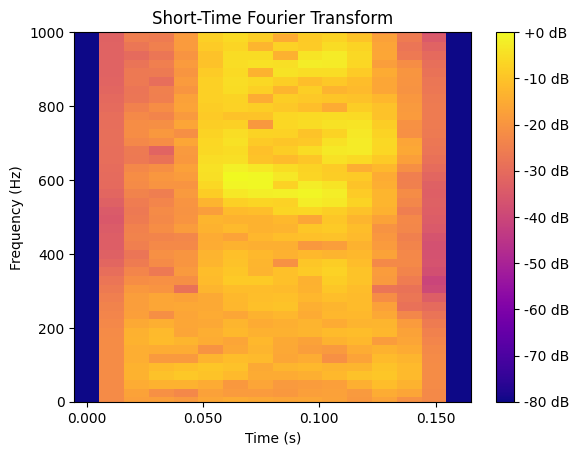 Short-Time Fourier Transform
1000
800
600
400
200
0
Frequency (Hz)
0.000
0.050
0.100
0.150
Time (s)
+0 dB
-10 dB
-20 dB
-30 dB
-40 dB
-50 dB
-60 dB
-70 dB
-80 dB